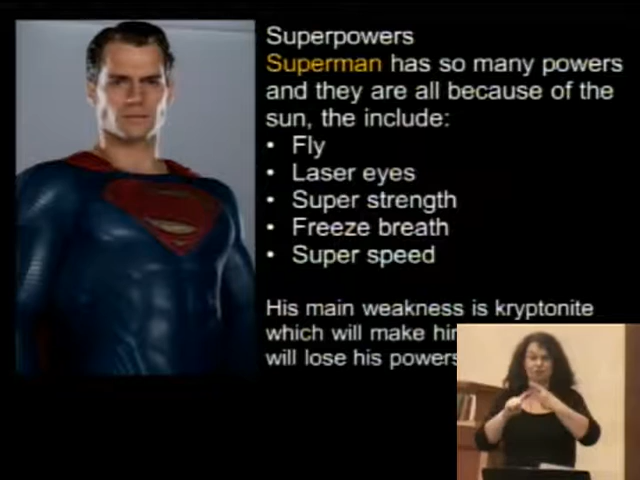 Superpowers
Superman has so many powers
and they are all because of the
sun, the include:
• Fly
• Laser eyes
• Super strength
• Freeze breath
• Super speed
His main weakness is kryptonite
which will make
will lose his powers